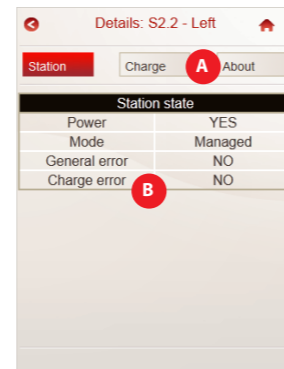 Details: S2.2 - Left
Station Charge A About
Station state
Power YES
Mode Managed
General error NO
Charge error NO
B